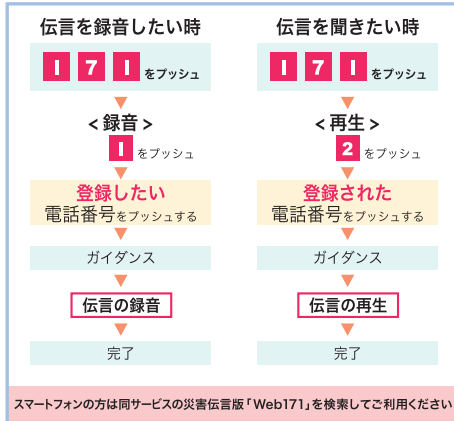 伝言を録音したい時
171をプッシュ
<録音>
1をプッシュ
登録したい
電話番号をプッシュする
ガイダンス
伝言の録音
完了
伝言を聞きたい時
171をプッシュ
<再生>
2をプッシュ
登録された
電話番号をプッシュする
ガイダンス
伝言の再生
完了
スマートフォンの方は同サービスの災害伝言版「Web171」を検索してご利用ください